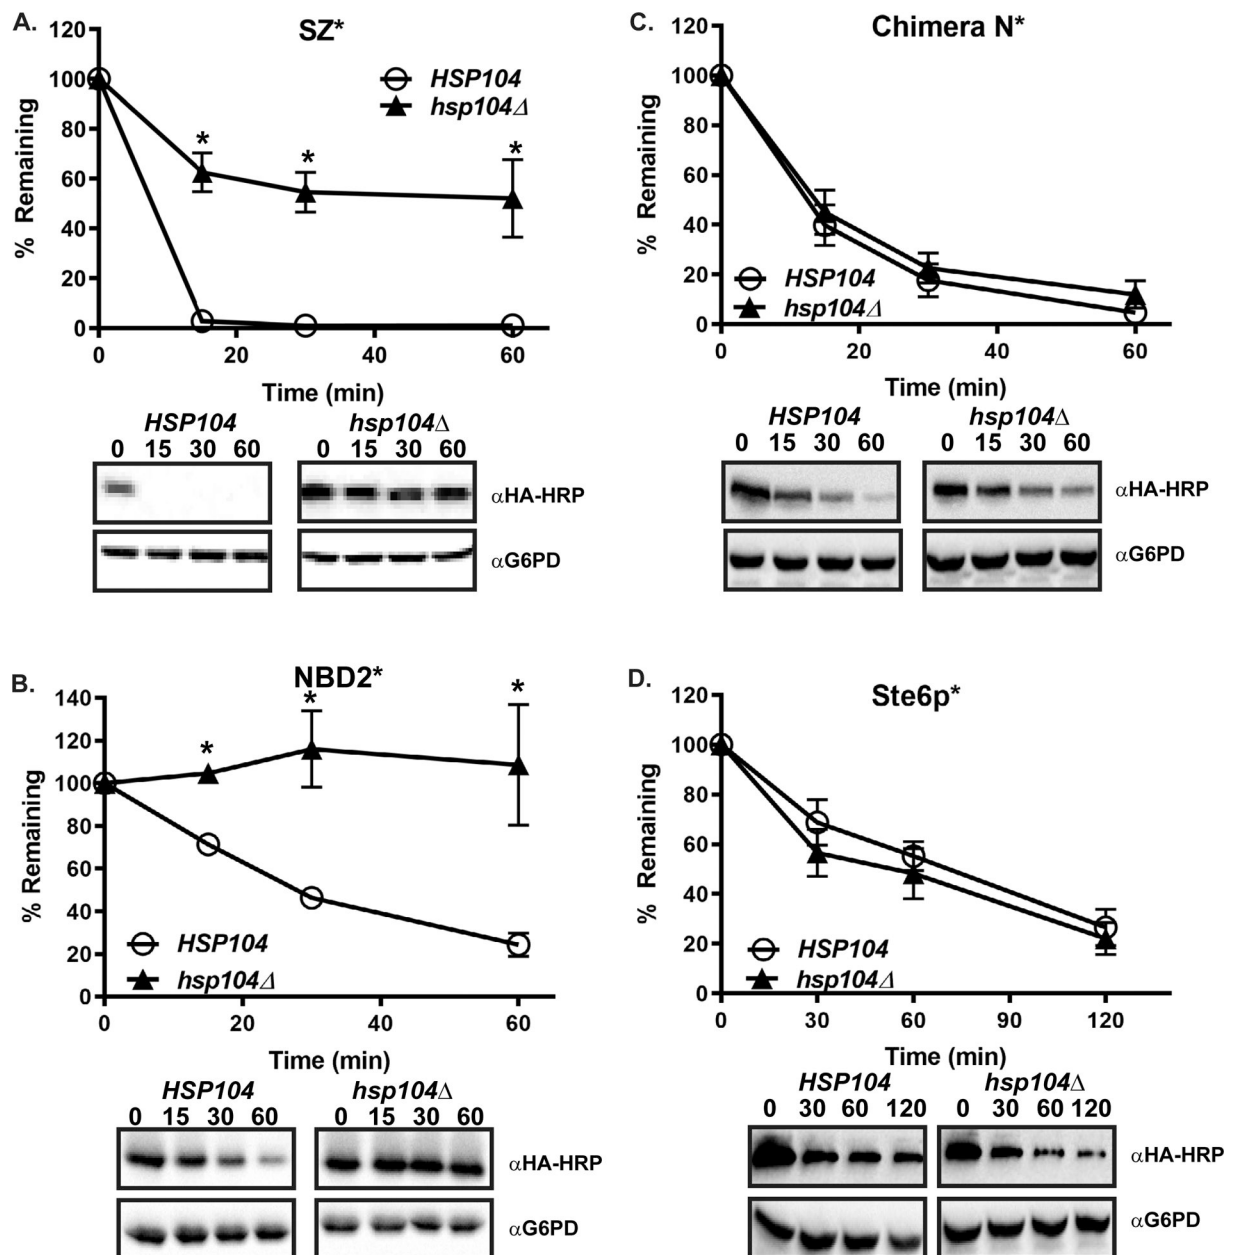 A.
SZ*
120
100
80
60
40
20
0
% Remaining
HSP104
hsp104Δ
* * *
0 20 40 60
Time (min)
HSP104 hsp104Δ
0 15 30 60 0 15 30 60
αHA-HRP
αG6PD
B.
NBD2*
140
120
100
80
60
40
20
0
% Remaining
* * *
HSP104
hsp104Δ
0 20 40 60
Time (min)
HSP104 hsp104Δ
0 15 30 60 0 15 30 60
αHA-HRP
αG6PD
C.
Chimera N*
120
100
80
60
40
20
0
% Remaining
HSP104
hsp104Δ
0 20 40 60
Time (min)
HSP104 hsp104Δ
0 15 30 60 0 15 30 60
αHA-HRP
αG6PD
D.
Ste6p*
120
100
80
60
40
20
0
% Remaining
HSP104
hsp104Δ
0 30 60 90 120
Time (min)
HSP104 hsp104Δ
0 30 60 120 0 30 60 120
αHA-HRP
αG6PD